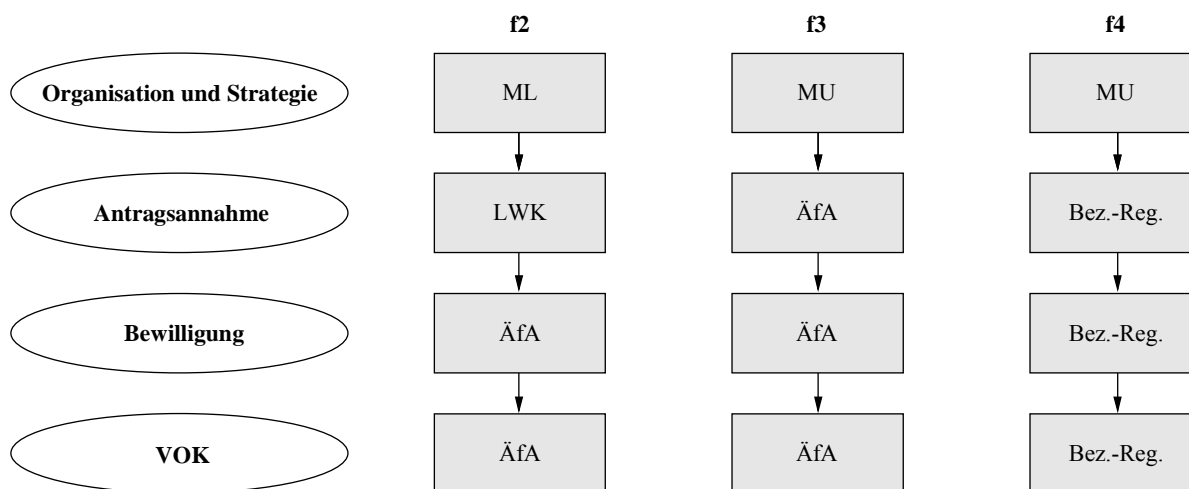 f2 f3 f4
Organisation und Strategie ML MU MU
Antragsannahme LWK ÄfA Bez.-Reg.
Bewilligung ÄfA ÄfA Bez.-Reg.
VOK ÄfA ÄfA Bez.-Reg.